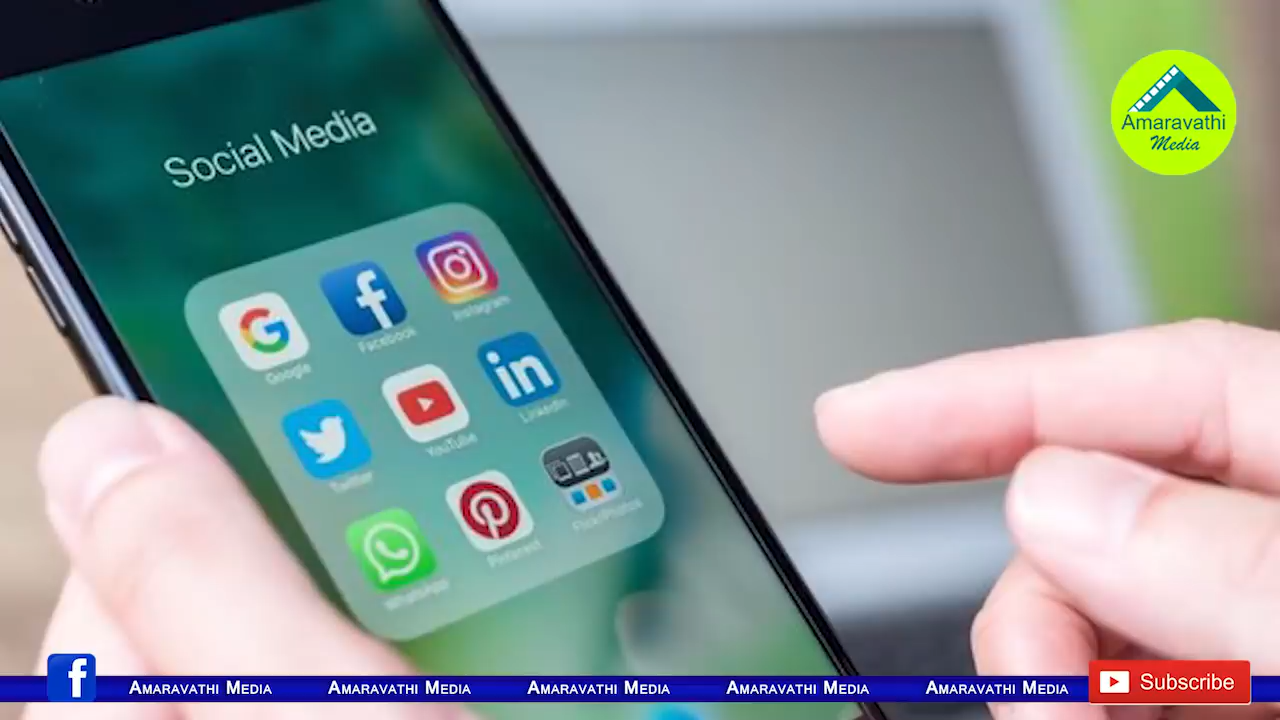 Social Media
Amaravathi
Media
Google
Facebook
Instagram
Twitter
YouTube
LinkedIn
WhatsApp
Pinterest
AMARAVATHI MEDIA AMARAVATHI MEDIA AMARAVATHI MEDIA AMARAVATHI MEDIA AMARAVATHI MEDIA
Subscribe